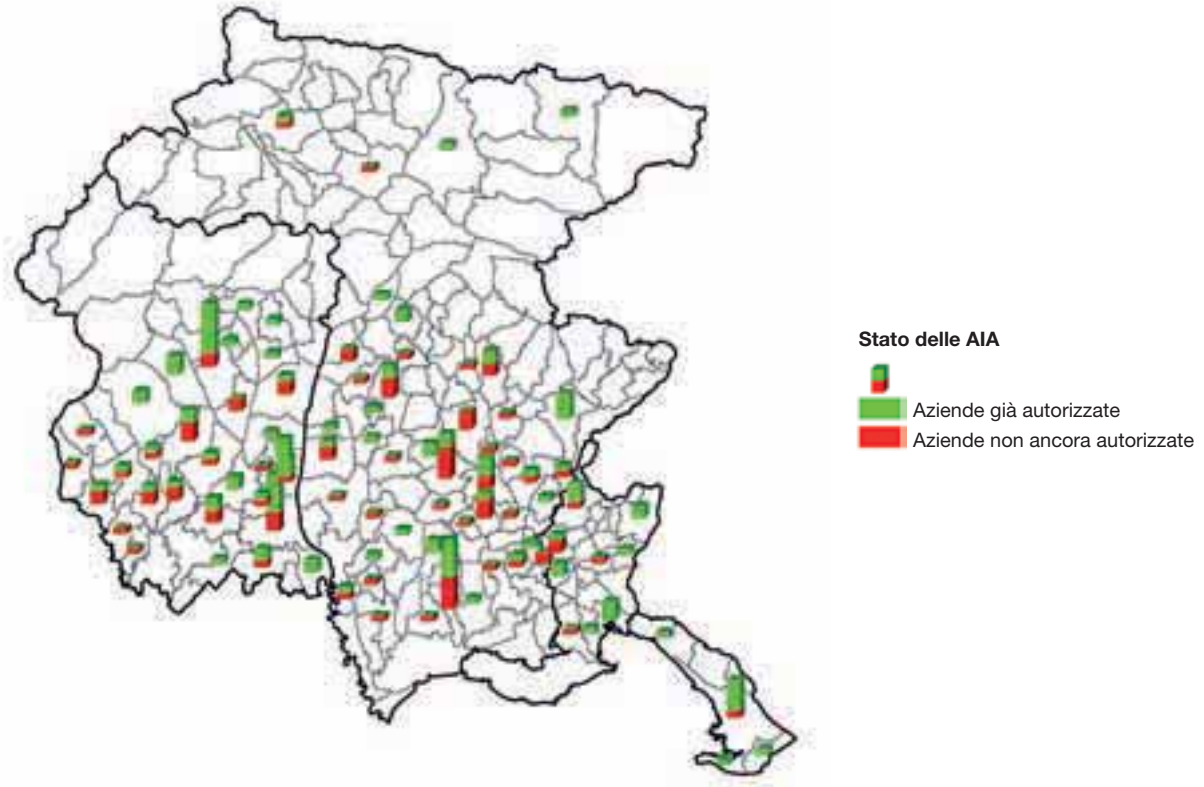 Stato delle AIA
Aziende già autorizzate
Aziende non ancora autorizzate